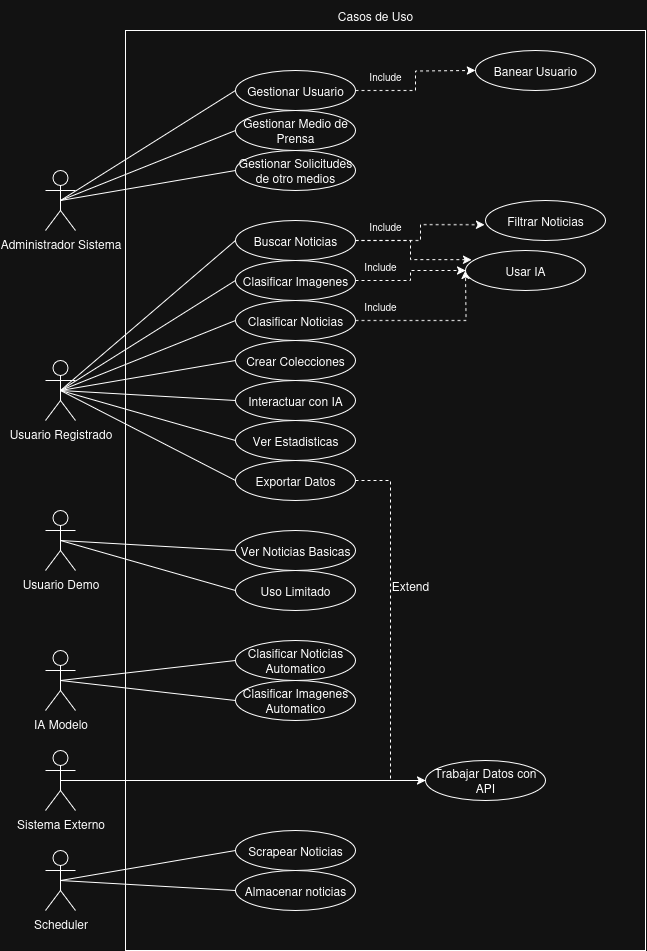 Casos de Uso
Include
Banear Usuario
Gestionar Usuario
Gestionar Medio de
Prensa
Gestionar Solicitudes
de otro medios
Administrador Sistema
Include
Filtrar Noticias
Buscar Noticias
Include
Usar IA
Clasificar Imagenes
Include
Clasificar Noticias
Crear Colecciones
Interactuar con IA
Usuario Registrado
Ver Estadisticas
Exportar Datos
Ver Noticias Basicas
Usuario Demo
Uso Limitado
Extend
Clasificar Noticias
Automatico
Clasificar Imagenes
Automatico
IA Modelo
Trabajar Datos con
API
Sistema Externo
Scrapear Noticias
Almacenar noticias
Scheduler